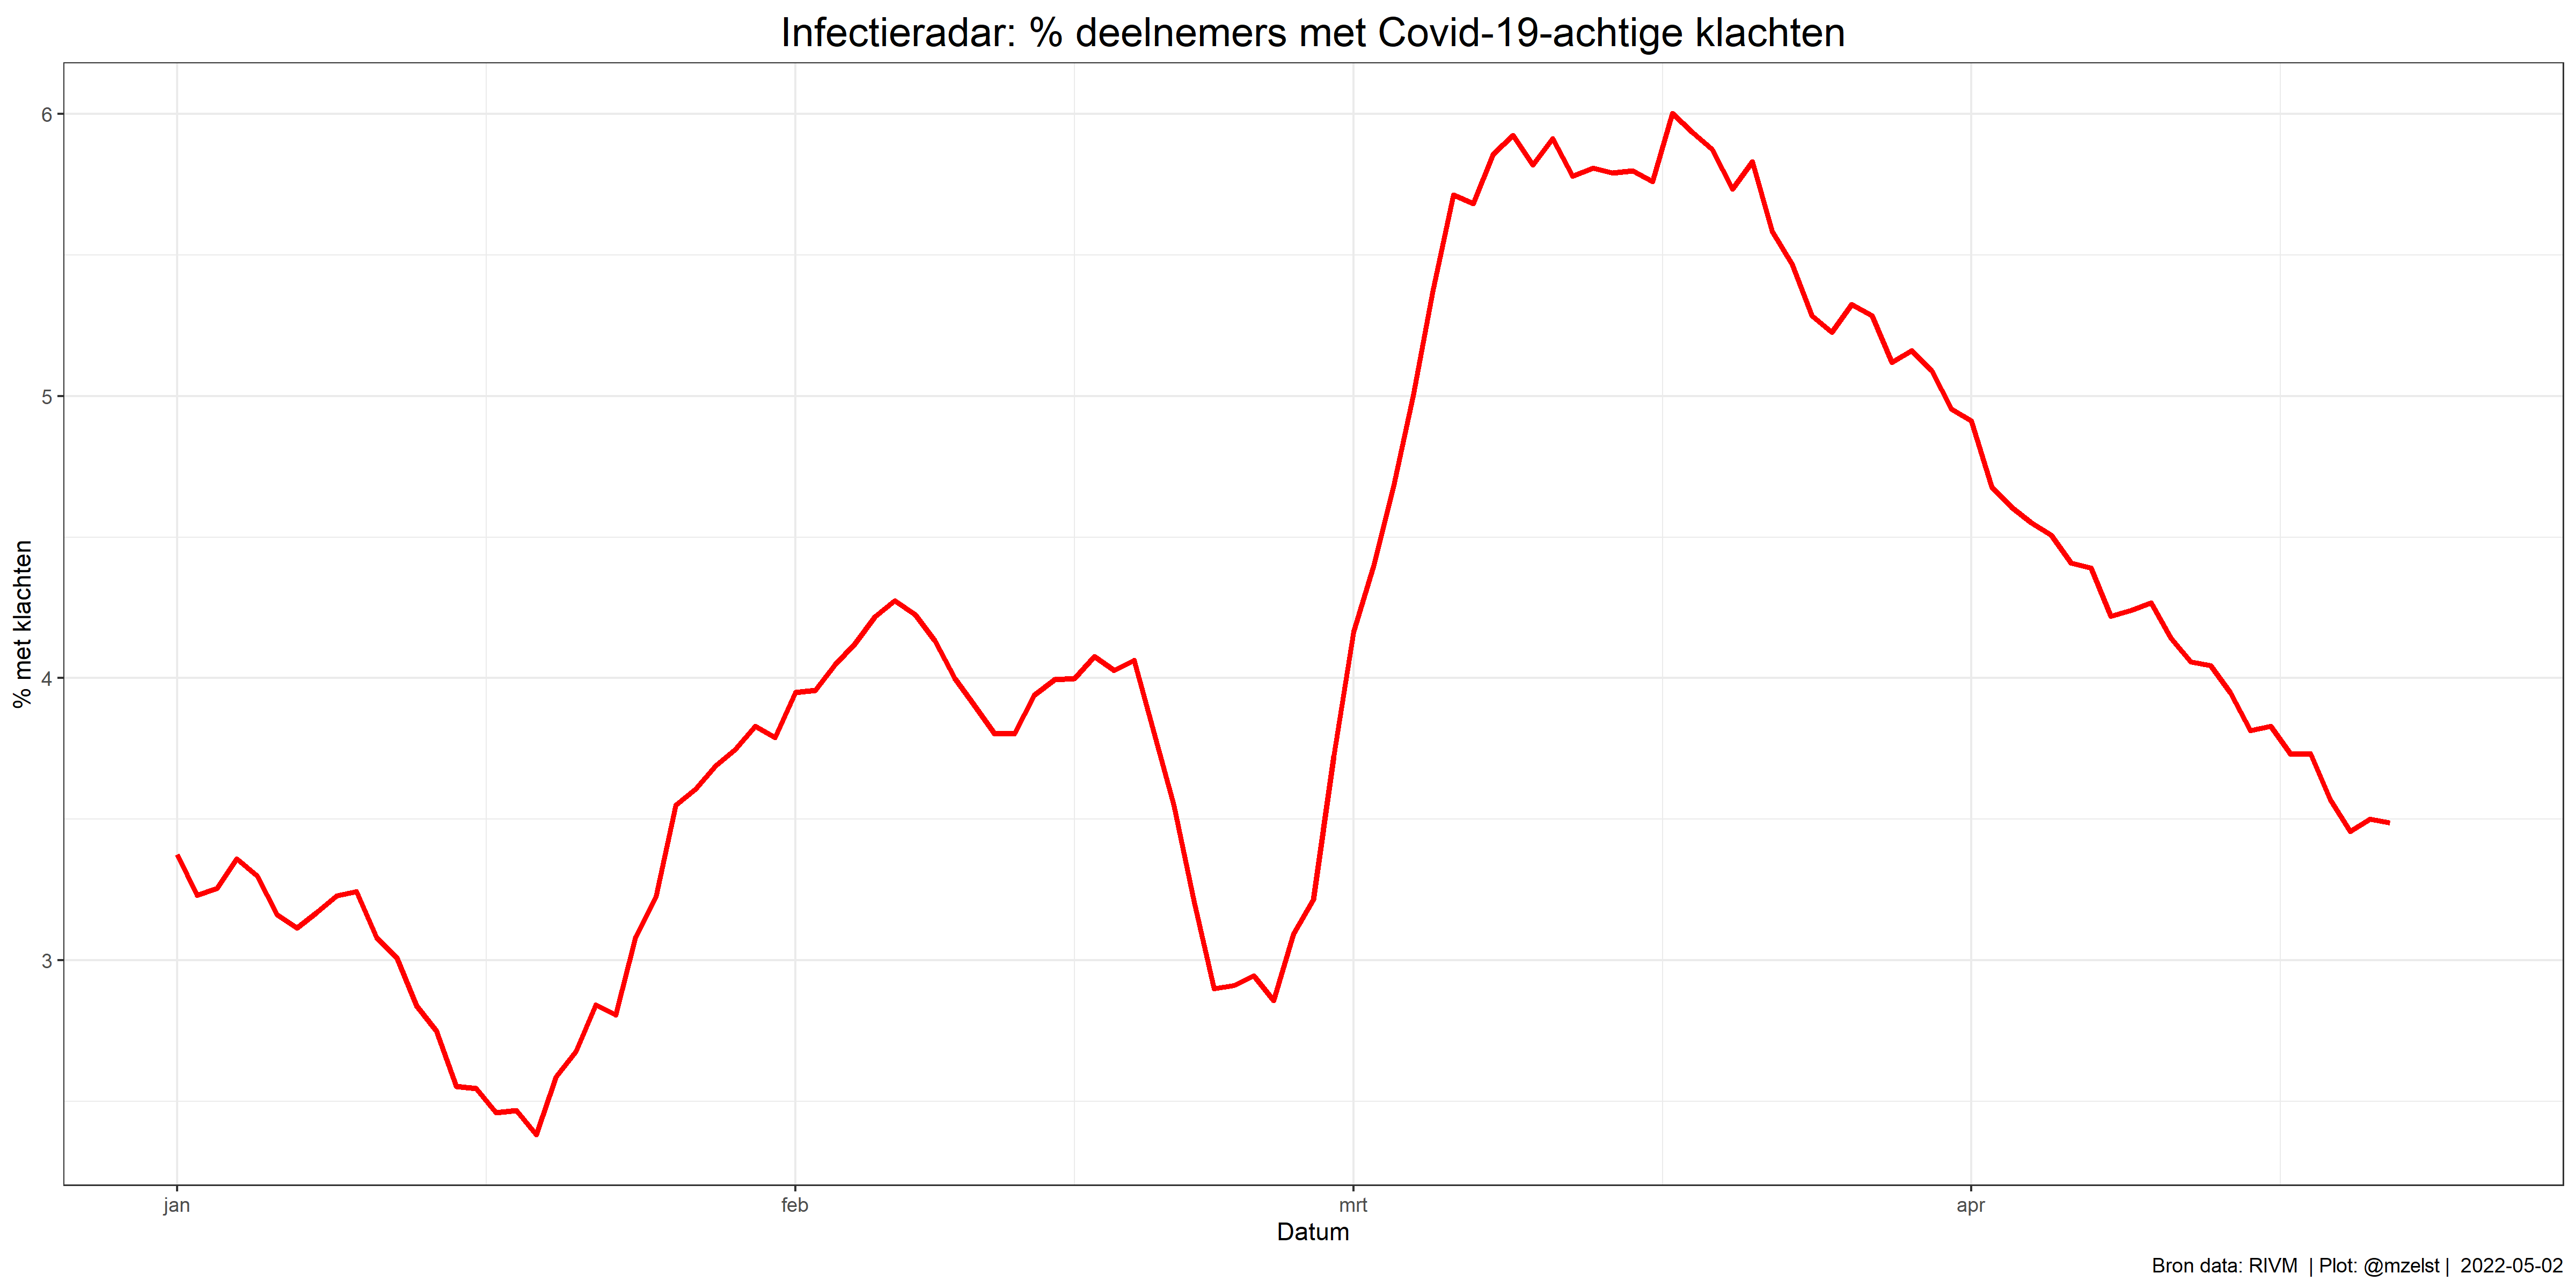 Infectieradar: % deelnemers met Covid-19-achtige klachten
6
5
4
3
% met klachten
jan feb mrt apr
Datum
Bron data: RIVM | Plot: @mzelst | 2022-05-02